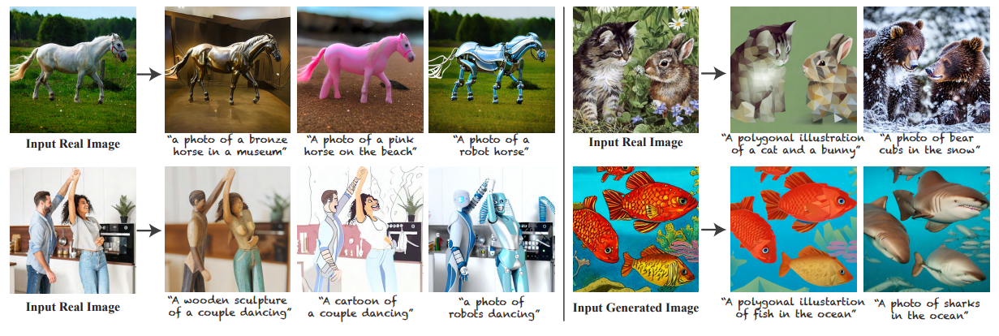 Input Real Image
“a photo of a bronze
horse in a museum”
“A photo of a pink
horse on the beach”
“A photo of a
robot horse”
Input Real Image
“A polygonal illustration
of a cat and a bunny”
“A photo of bear
cubs in the snow”
Input Real Image
“A wooden sculpture
of a couple dancing”
“A cartoon of
a couple dancing”
“a photo of
robots dancing”
Input Generated Image
“A polygonal illustartion
of fish in the ocean”
“A photo of sharks
in the ocean”